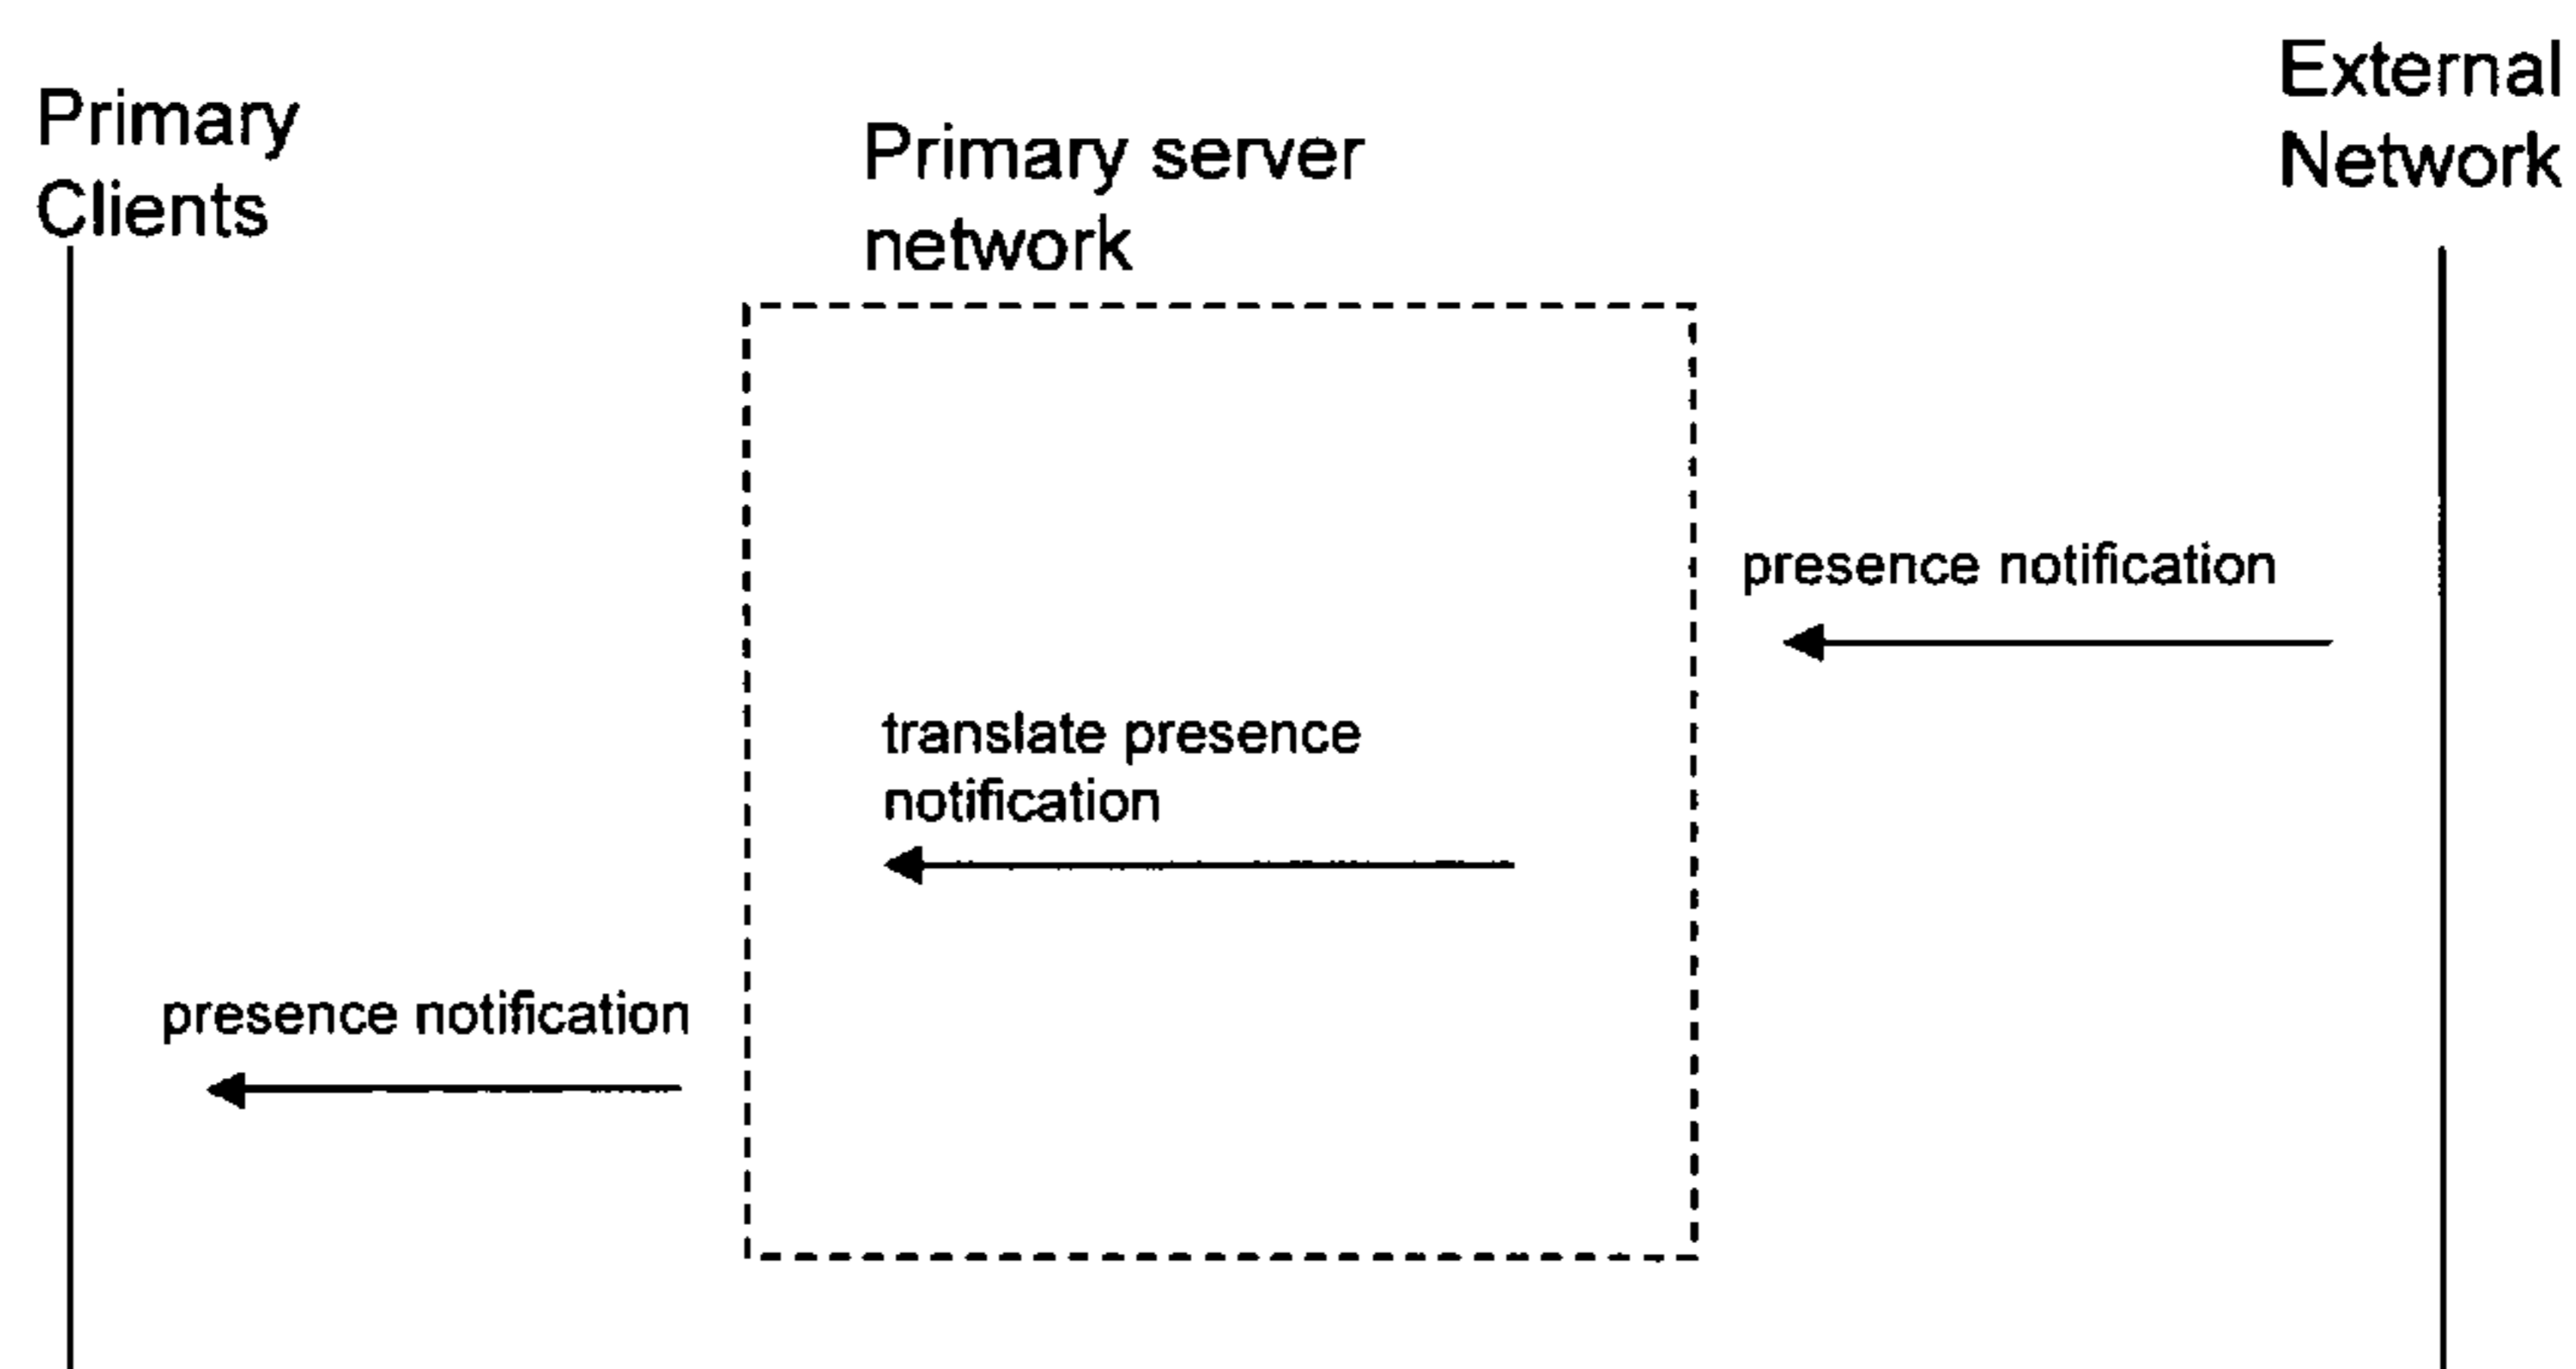 Primary
Clients
Primary server
network
External
Network
presence notification
translate presence
notification
presence notification